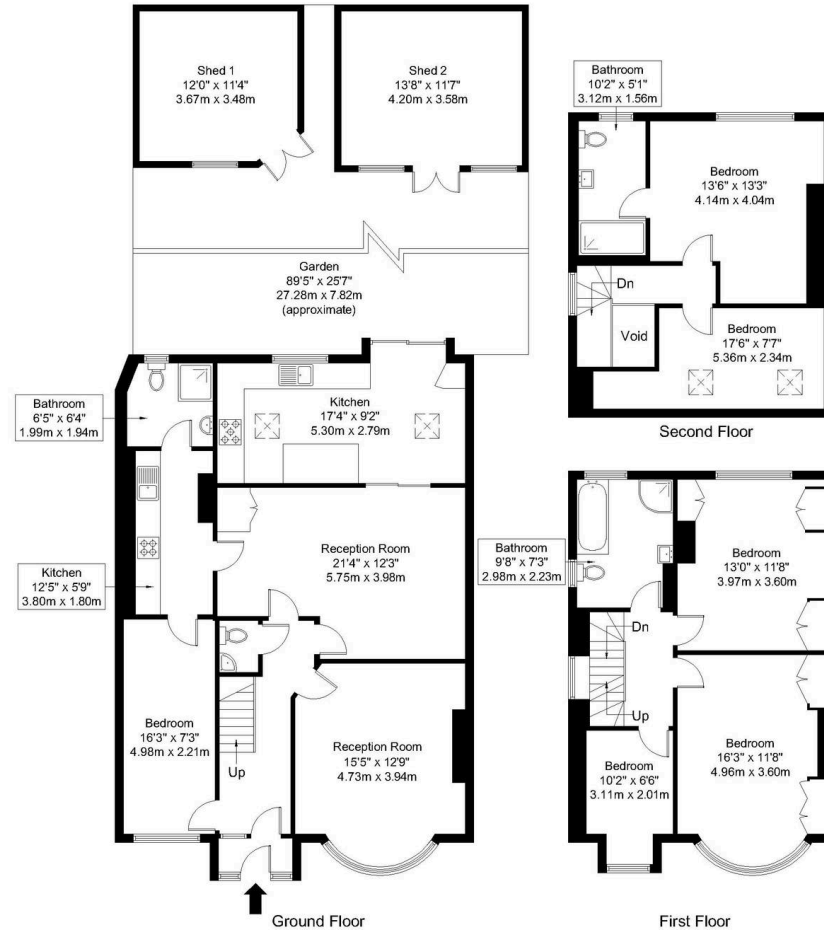 Shed 1
12'0" x 11'4"
3.67m x 3.48m
Shed 2
13'8" x 11'7"
4.20m x 3.58m
Garden
89'5" x 25'7"
27.28m x 7.82m
(approximate)
Bathroom
6'5" x 6'4"
1.99m x 1.94m
Kitchen
17'4" x 9'2"
5.30m x 2.79m
Kitchen
12'5" x 5'9"
3.80m x 1.80m
Reception Room
21'4" x 12'3"
5.75m x 3.98m
Bedroom
16'3" x 7'3"
4.98m x 2.21m
Up
Reception Room
15'5" x 12'9"
4.73m x 3.94m
Ground Floor
Bathroom
10'2" x 5'1"
3.12m x 1.56m
Bedroom
13'6" x 13'3"
4.14m x 4.04m
Dn
Void
Bedroom
17'6" x 7'7"
5.36m x 2.34m
Second Floor
Bathroom
9'8" x 7'3"
2.98m x 2.23m
Bedroom
13'0" x 11'8"
3.97m x 3.60m
Dn
Up
Bedroom
10'2" x 6'6"
3.11m x 2.01m
Bedroom
16'3" x 11'8"
4.96m x 3.60m
First Floor